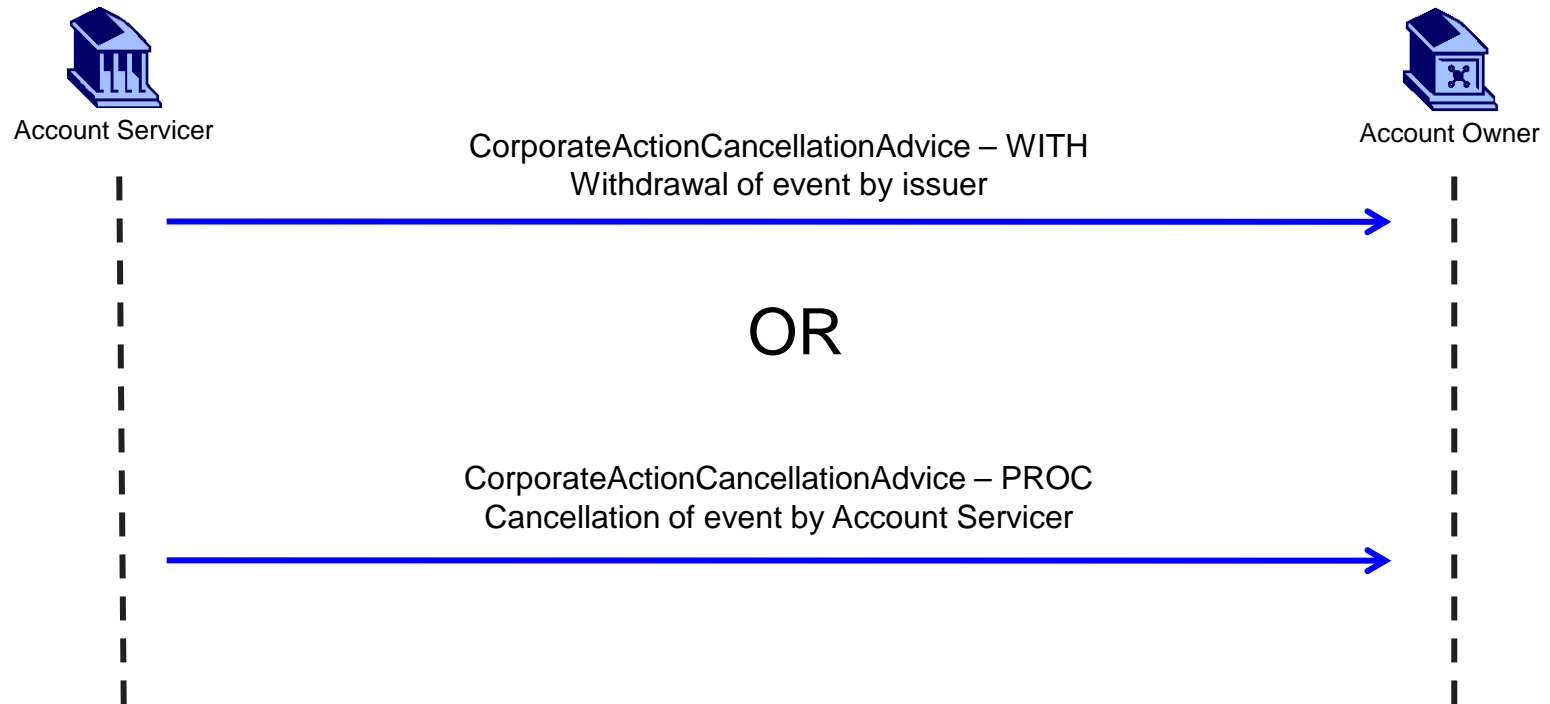 Account Servicer
Account Owner
CorporateActionCancellationAdvice – WITH
Withdrawal of event by issuer
OR
CorporateActionCancellationAdvice – PROC
Cancellation of event by Account Servicer